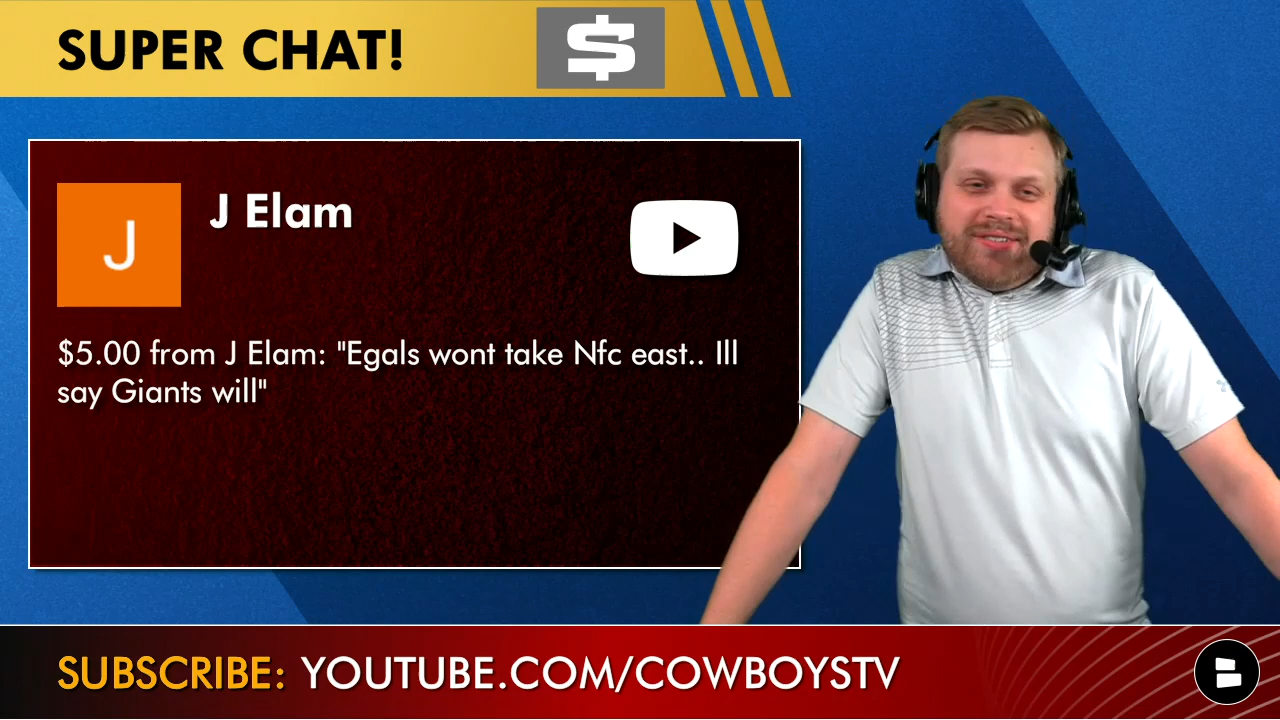 SUPER CHAT!
$
J
J Elam
$5.00 from J Elam: "Egals wont take Nfc east.. Ill
say Giants will"
SUBSCRIBE: YOUTUBE.COM/COWBOYSTV